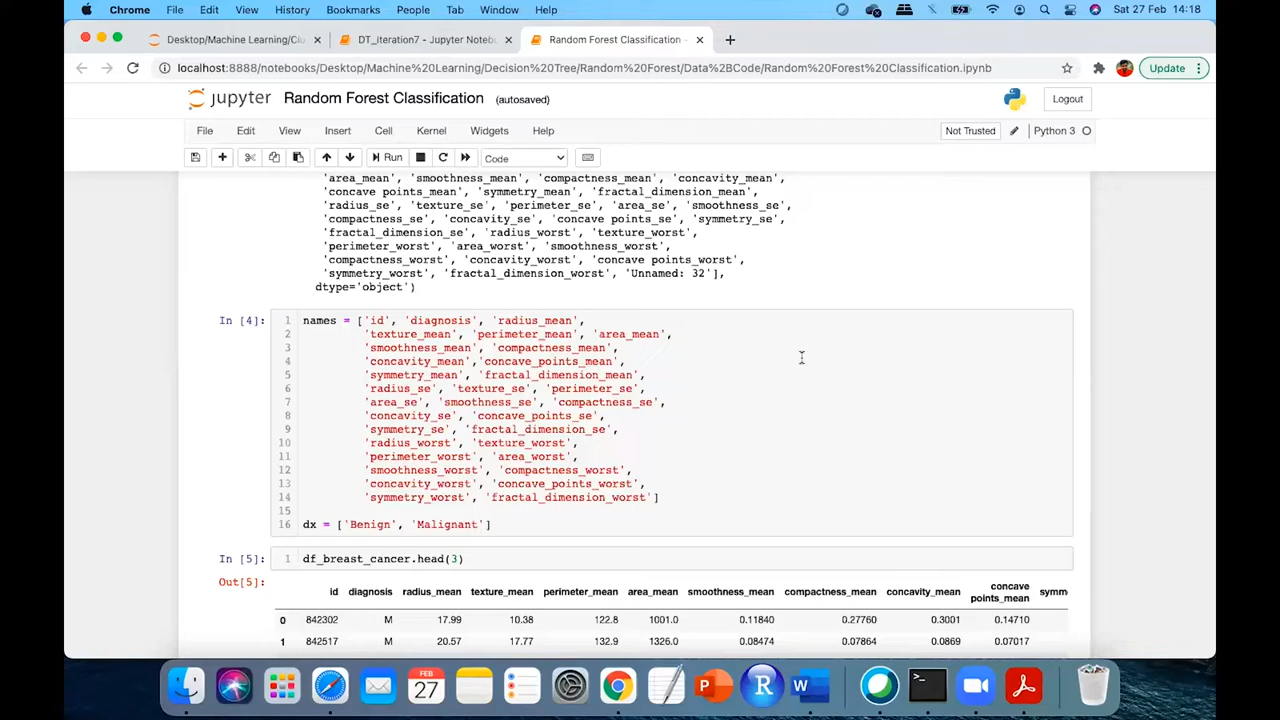 Chrome File Edit View History Bookmarks People Tab Window Help Sat 27 Feb 14:18
Desktop/Machine Learning/Clu DT_Iteration7 - Jupyter Notebo Random Forest Classification -
localhost:8888/notebooks/Desktop/Machine%20Learning/Decision%20Tree/Random%20Forest/Data%2BCode/Random%20Forest%20Classification.ipynb Update
jupyter Random Forest Classification (autosaved) Logout
File Edit View Insert Cell Kernel Widgets Help Not Trusted Python 3
Run Code
'area_mean', 'smoothness_mean', 'compactness_mean', 'concavity_mean',
'concave points_mean', 'symmetry_mean', 'fractal_dimension_mean',
'radius_se', 'texture_se', 'perimeter_se', 'area_se', 'smoothness_se',
'compactness_se', 'concavity_se', 'concave points_se', 'symmetry_se',
'fractal_dimension_se', 'radius_worst', 'texture_worst',
'perimeter_worst', 'area_worst', 'smoothness_worst',
'compactness_worst', 'concavity_worst', 'concave points_worst',
'symmetry_worst', 'fractal_dimension_worst', 'Unnamed: 32'],
dtype='object')
In [4]: 1 names = ['id', 'diagnosis', 'radius_mean',
2 'texture_mean', 'perimeter_mean', 'area_mean',
3 'smoothness_mean', 'compactness_mean',
4 'concavity_mean','concave_points_mean',
5 'symmetry_mean', 'fractal_dimension_mean',
6 'radius_se', 'texture_se', 'perimeter_se',
7 'area_se', 'smoothness_se', 'compactness_se',
8 'concavity_se', 'concave_points_se',
9 'symmetry_se', 'fractal_dimension_se',
10 'radius_worst', 'texture_worst',
11 'perimeter_worst', 'area_worst',
12 'smoothness_worst', 'compactness_worst',
13 'concavity_worst', 'concave_points_worst',
14 'symmetry_worst', 'fractal_dimension_worst']
15
16 dx = ['Benign', 'Malignant']
In [5]: 1 df_breast_cancer.head(3)
Out[5]:
id diagnosis radius_mean texture_mean perimeter_mean area_mean smoothness_mean compactness_mean concavity_mean concave points_mean symm
0 842302 M 17.99 10.38 122.8 1001.0 0.11840 0.27760 0.3001 0.14710
1 842517 M 20.57 17.77 132.9 1326.0 0.08474 0.07864 0.0869 0.07017
FEB
27